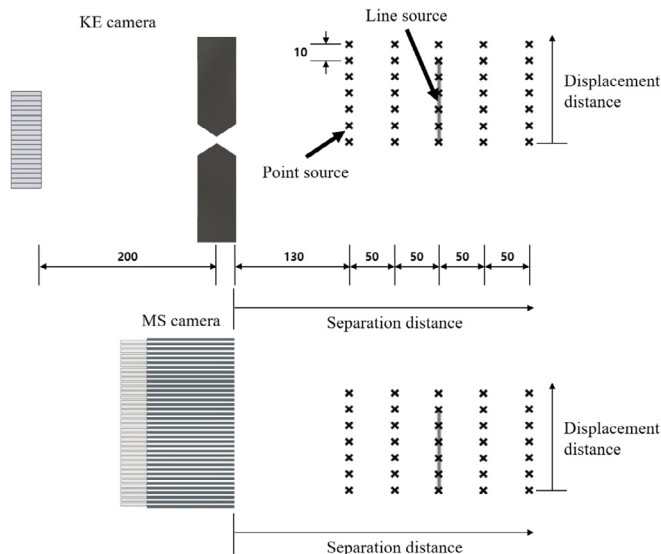 KE camera
Line source
10
Displacement
distance
Point source
200
130
50
50
50
50
MS camera
Separation distance
Displacement
distance
Separation distance